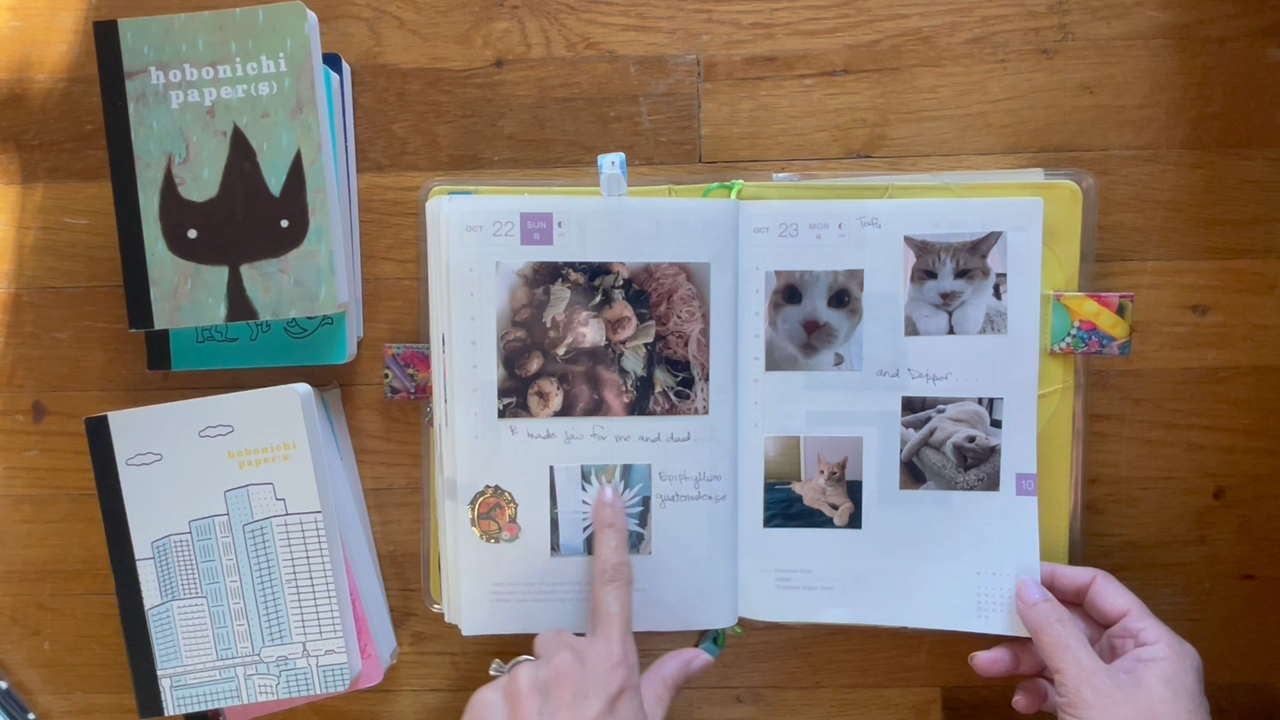 hobonichi
paper(s)
hobonichi
paper(s)
OCT 22 SUN
R made jai for me and dad.
Epiphyllum
OCT 23 MON
Tofu
and Dipper....
10